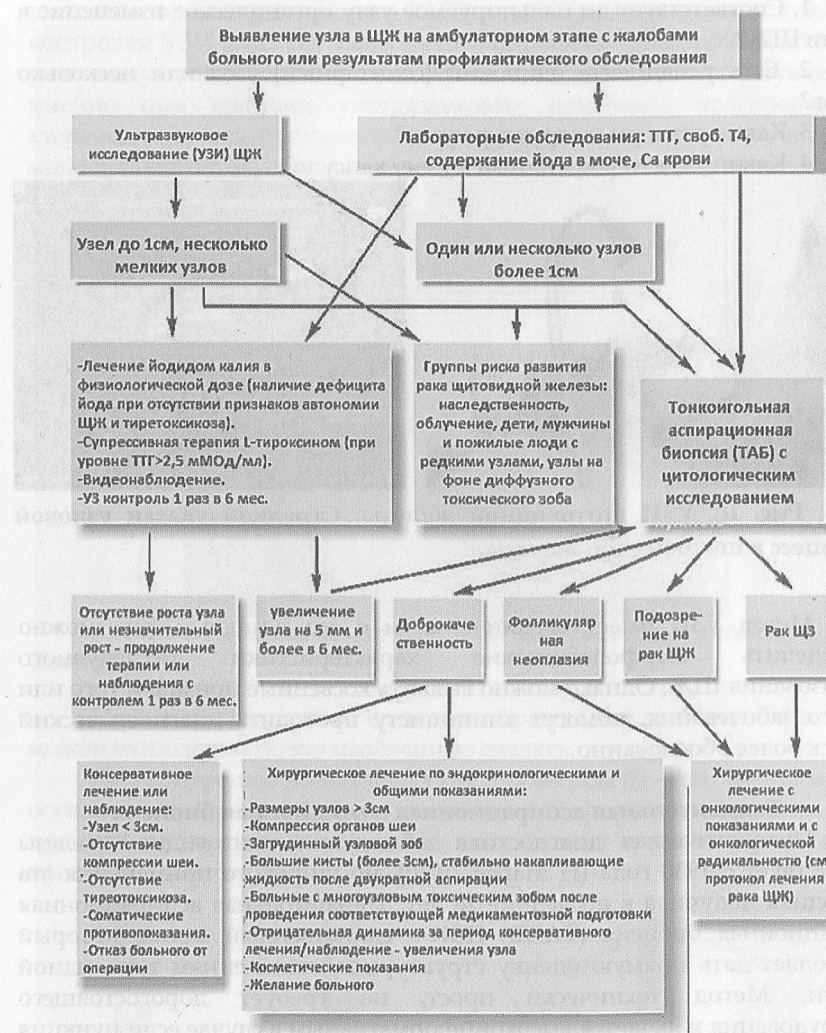 Выявление узла в ЩЖ на амбулаторном этапе с жалобами
больного или результатам профилактического обследования
Ультразвуковое
исследование (УЗИ) ЩЖ
Лабораторные обследования: ТТГ, своб. Т4,
содержание йода в моче, Са крови
Узел до 1см, несколько
мелких узлов
Один или несколько узлов
более 1см
-Лечение йодидом калия в
физиологической дозе (наличие дефицита
йода при отсутствии признаков автономии
ЩЖ и тиретоксикоза).
-Супрессивная терапия L-тироксином (при
уровне ТТГ>2,5 мМОд/мл).
-Видеонаблюдение.
-УЗ контроль 1 раз в 6 мес.
Группы риска развития
рака щитовидной железы:
наследственность,
облучение, дети, мужчины
и пожилые люди с
редкими узлами, узлы на
фоне диффузного
токсического зоба
Тонкоигольная
аспирационная
биопсия (ТАБ) с
цитологическим
исследованием
Отсутствие роста узла
или незначительный
рост - продолжение
терапии или
наблюдения с
контролем 1 раз в 6 мес.
увеличение
узла на 5 мм и
более в 6 мес.
Доброкаче
ственность
Фолликуляр
ная
неоплазия
Подозре-
ние на
рак ЩЖ
Рак ЩЗ
Консервативное
лечение или
наблюдение:
-Узел < 3см.
-Отсутствие
компрессии шеи.
-Отсутствие
тиреотоксикоза.
-Соматические
противопоказания.
-Отказ больного от
операции
Хирургическое лечение по эндокринологическими и
общими показаниями:
-Размеры узлов > 3см
-Компрессия органов шеи
-Загрудинный узловой зоб
-Большие кисты (более 3см), стабильно накапливающие
жидкость после двукратной аспирации
-Больные с многоузловым токсическим зобом после
проведения соответствующей медикаментозной подготовки
-Отрицательная динамика за период консервативного
лечения/наблюдение - увеличения узла
-Косметические показания
-Желание больного
Хирургическое
лечение с
онкологическими
показаниями и с
онкологической
радикальностю (см
протокол лечения
рака ЩЖ)